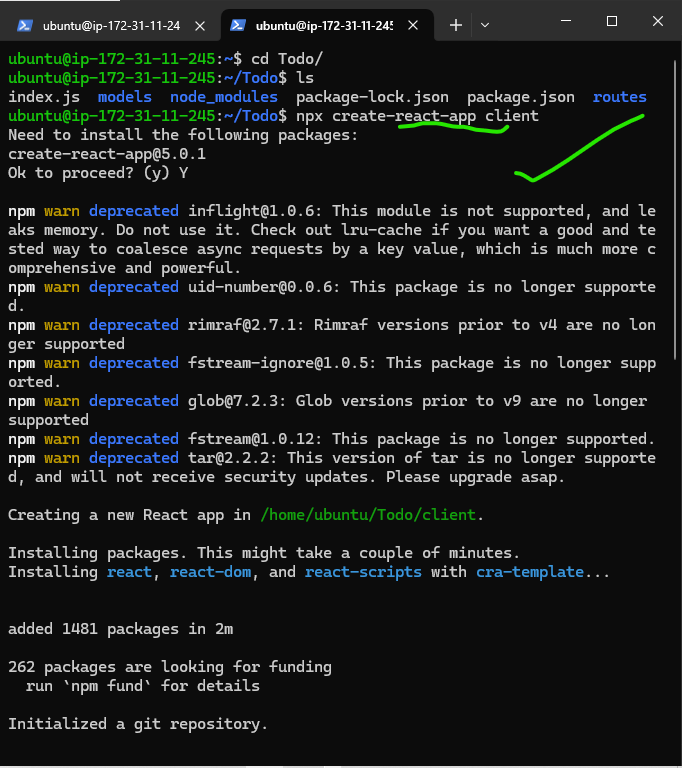 ubuntu@ip-172-31-11-24
ubuntu@ip-172-31-11-245
ubuntu@ip-172-31-11-245:~$ cd Todo/
ubuntu@ip-172-31-11-245:~/Todo$ ls
index.js  models  node_modules  package-lock.json  package.json  routes
ubuntu@ip-172-31-11-245:~/Todo$ npx create-react-app client
Need to install the following packages:
create-react-app@5.0.1
Ok to proceed? (y) Y
npm warn deprecated inflight@1.0.6: This module is not supported, and le
aks memory. Do not use it. Check out lru-cache if you want a good and te
sted way to coalesce async requests by a key value, which is much more c
omprehensive and powerful.
npm warn deprecated uid-number@0.0.6: This package is no longer supporte
d.
npm warn deprecated rimraf@2.7.1: Rimraf versions prior to v4 are no lon
ger supported
npm warn deprecated fstream-ignore@1.0.5: This package is no longer supp
orted.
npm warn deprecated glob@7.2.3: Glob versions prior to v9 are no longer
supported
npm warn deprecated fstream@1.0.12: This package is no longer supported.
npm warn deprecated tar@2.2.2: This version of tar is no longer supporte
d, and will not receive security updates. Please upgrade asap.
Creating a new React app in /home/ubuntu/Todo/client.
Installing packages. This might take a couple of minutes.
Installing react, react-dom, and react-scripts with cra-template...
added 1481 packages in 2m
262 packages are looking for funding
  run `npm fund` for details
Initialized a git repository.